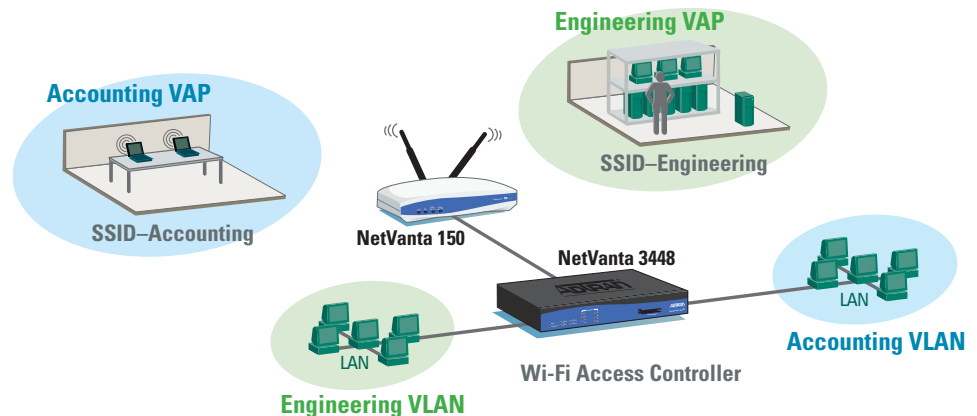 Engineering VAP
Accounting VAP
SSID–Engineering
SSID–Accounting
NetVanta 150
NetVanta 3448
ADTRAN
LAN
Accounting VLAN
LAN
Wi-Fi Access Controller
Engineering VLAN